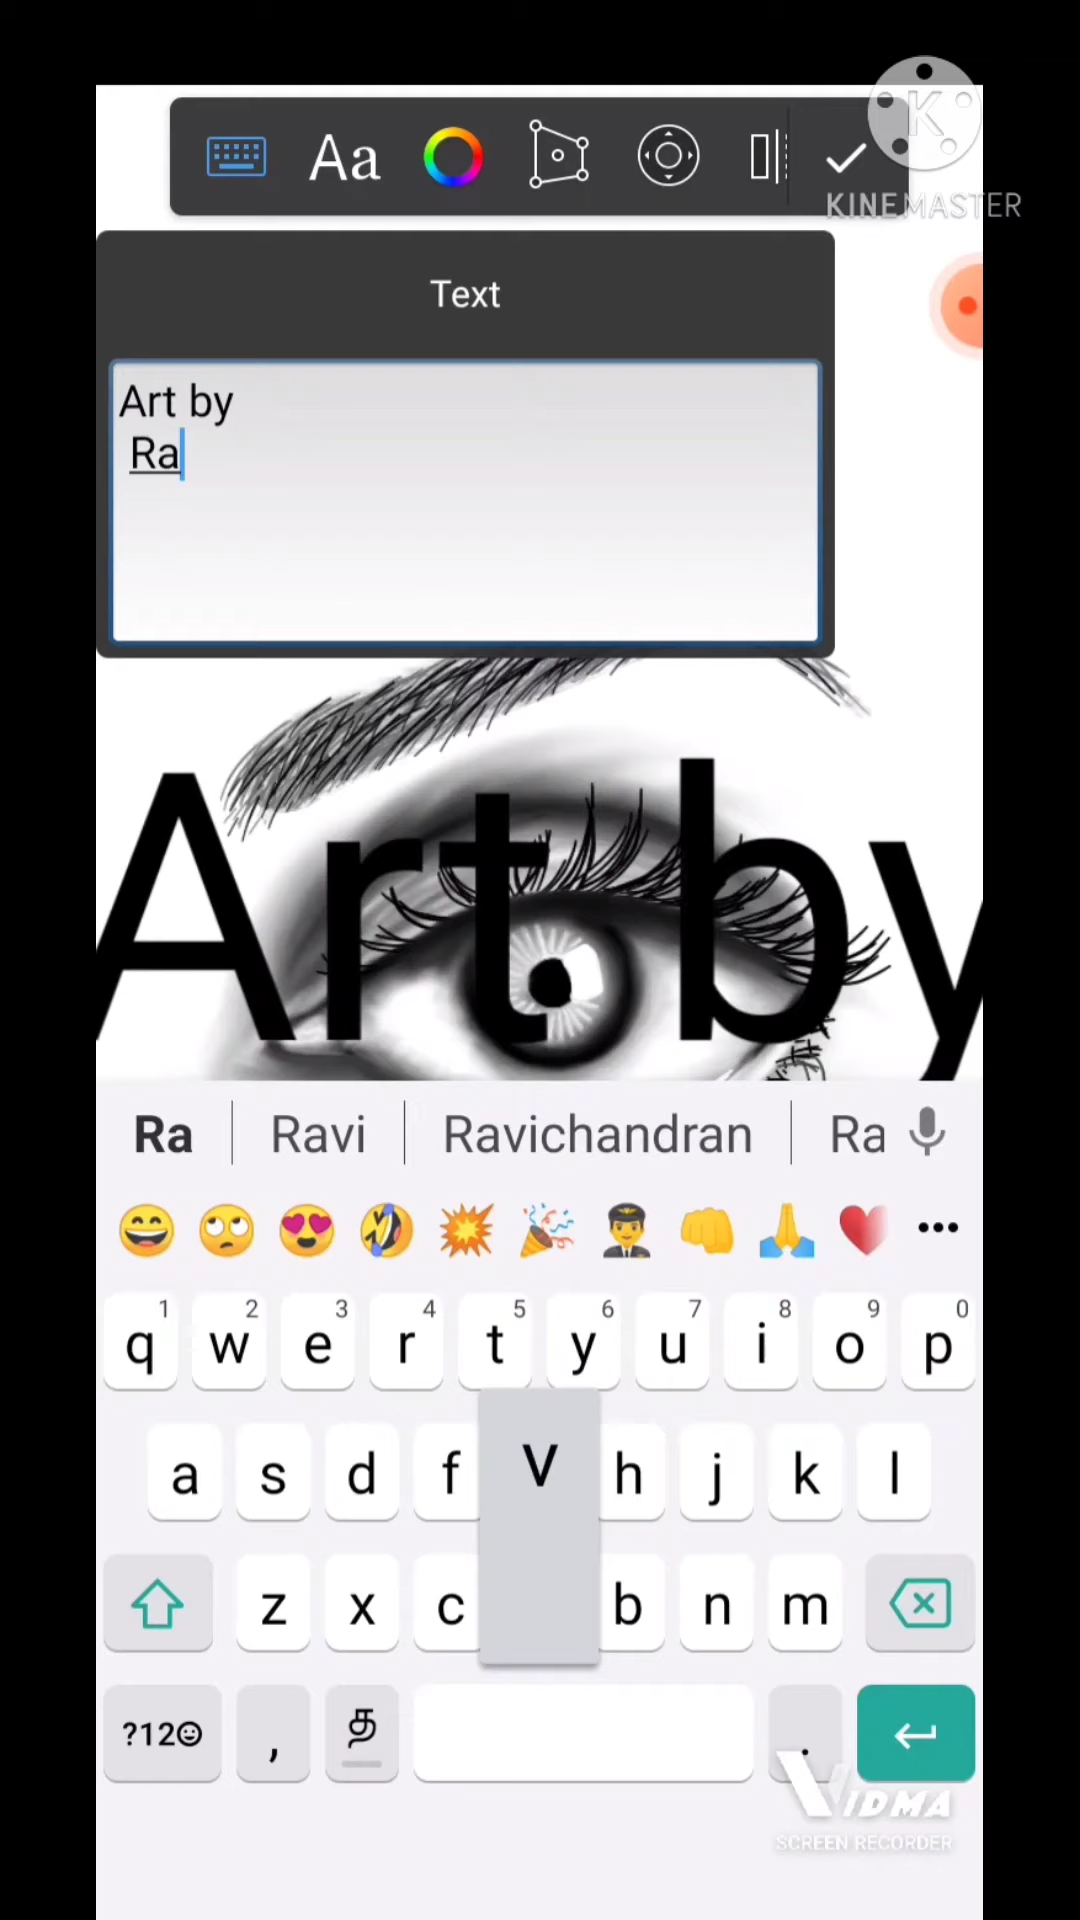 K
KINEMASTER
Aa
Text
Art by
Ra
Art by
Ra Ravi Ravichandran Ra
1 2 3 4 5 6 7 8 9 0
q w e r t y u i o p
a s d f v h j k l
z x c b n m
?12 , த .
VIDMA
SCREEN RECORDER